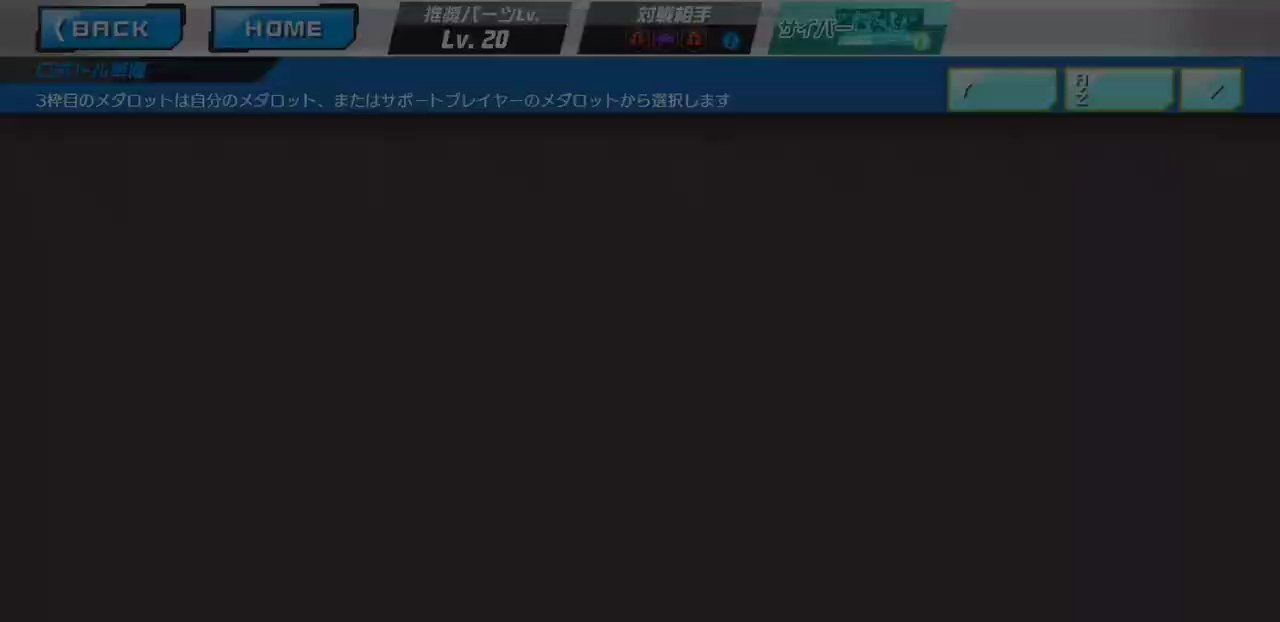 BACK
HOME
推奨パーツLv.
Lv. 20
対戦相手
サイバー
3枠目のメダロットは自分のメダロット、またはサポートプレイヤーのメダロットから選択します